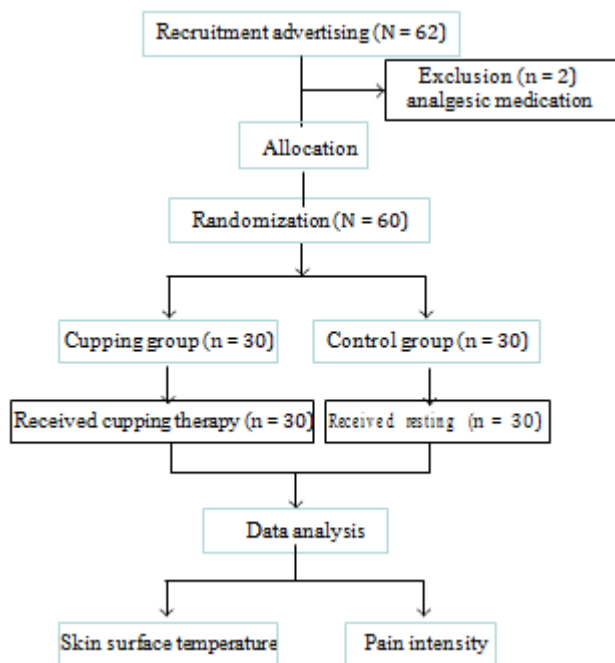 Recruitment advertising (N = 62)
Exclusion (n = 2)
analgesic medication
Allocation
Randomization (N = 60)
Cupping group (n = 30)
Control group (n = 30)
Received cupping therapy (n = 30)
Received resting (n = 30)
Data analysis
Skin surface temperature
Pain intensity